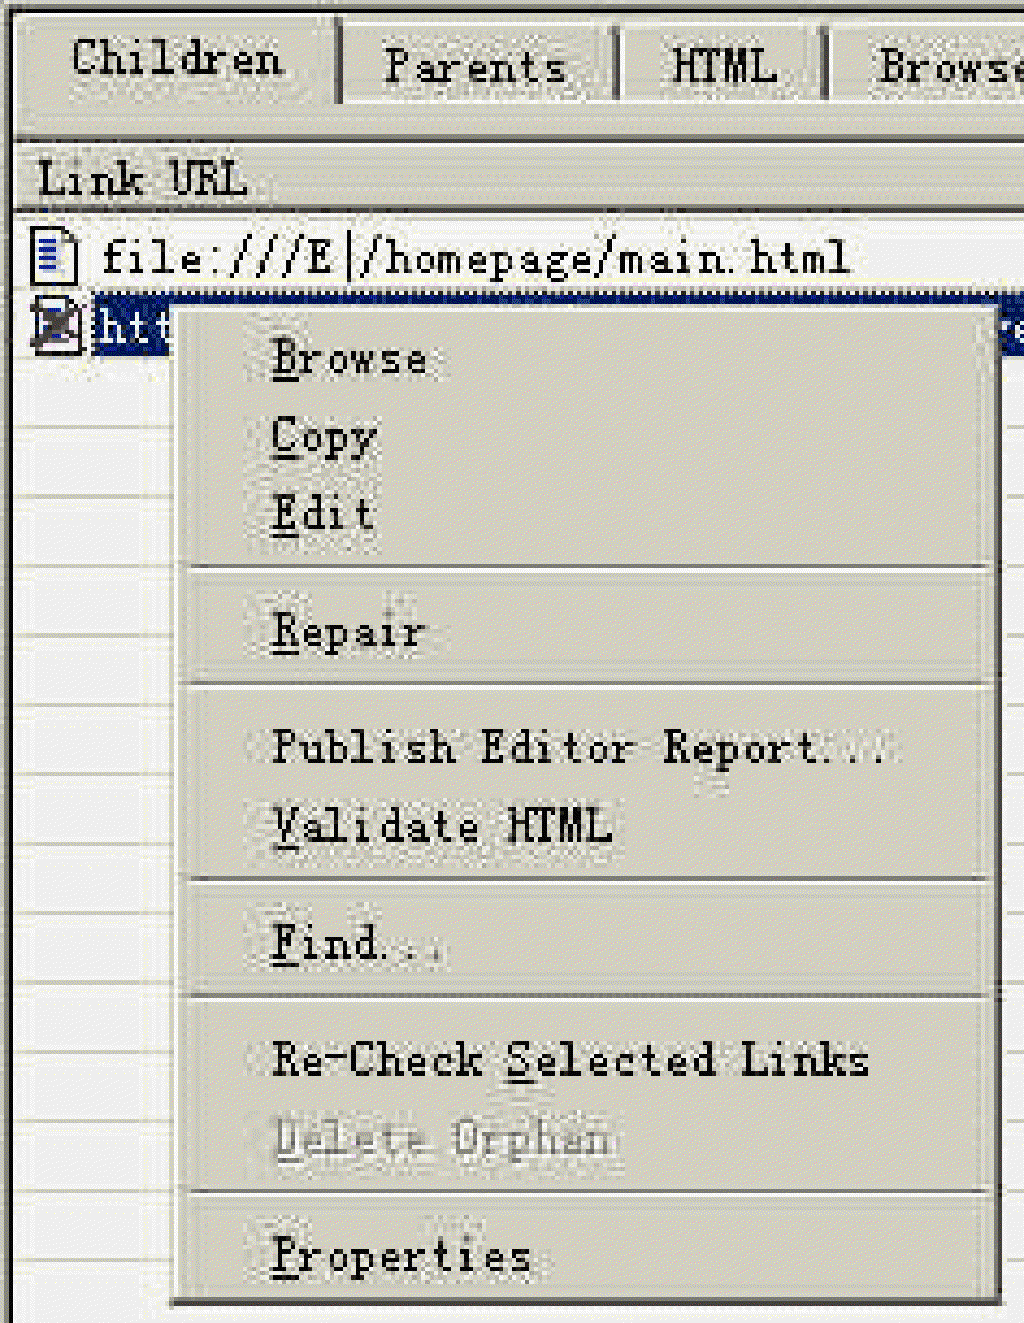 Children Parents HTML Browse
Link URL
file:///E|/homepage/main.html
htt
Browse
Copy
Edit
Repair
Publish Editor Report...
Validate HTML
Find...
Re-Check Selected Links
Delete Orphan
Properties